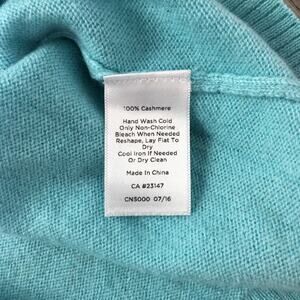 100% Cashmere
Hand Wash Cold
Only Non-Chlorine
Bleach When Needed
Reshape, Lay Flat To
Dry
Cool Iron If Needed
Or Dry Clean
Made In China
CA #23147
CN5000 07/16